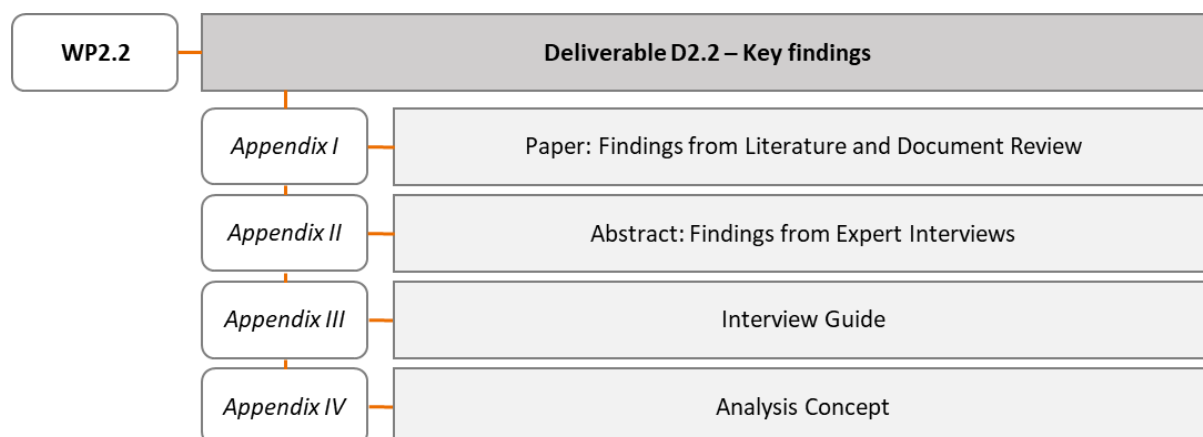 WP2.2
Deliverable D2.2 – Key findings
Appendix I
Paper: Findings from Literature and Document Review
Appendix II
Abstract: Findings from Expert Interviews
Appendix III
Interview Guide
Appendix IV
Analysis Concept